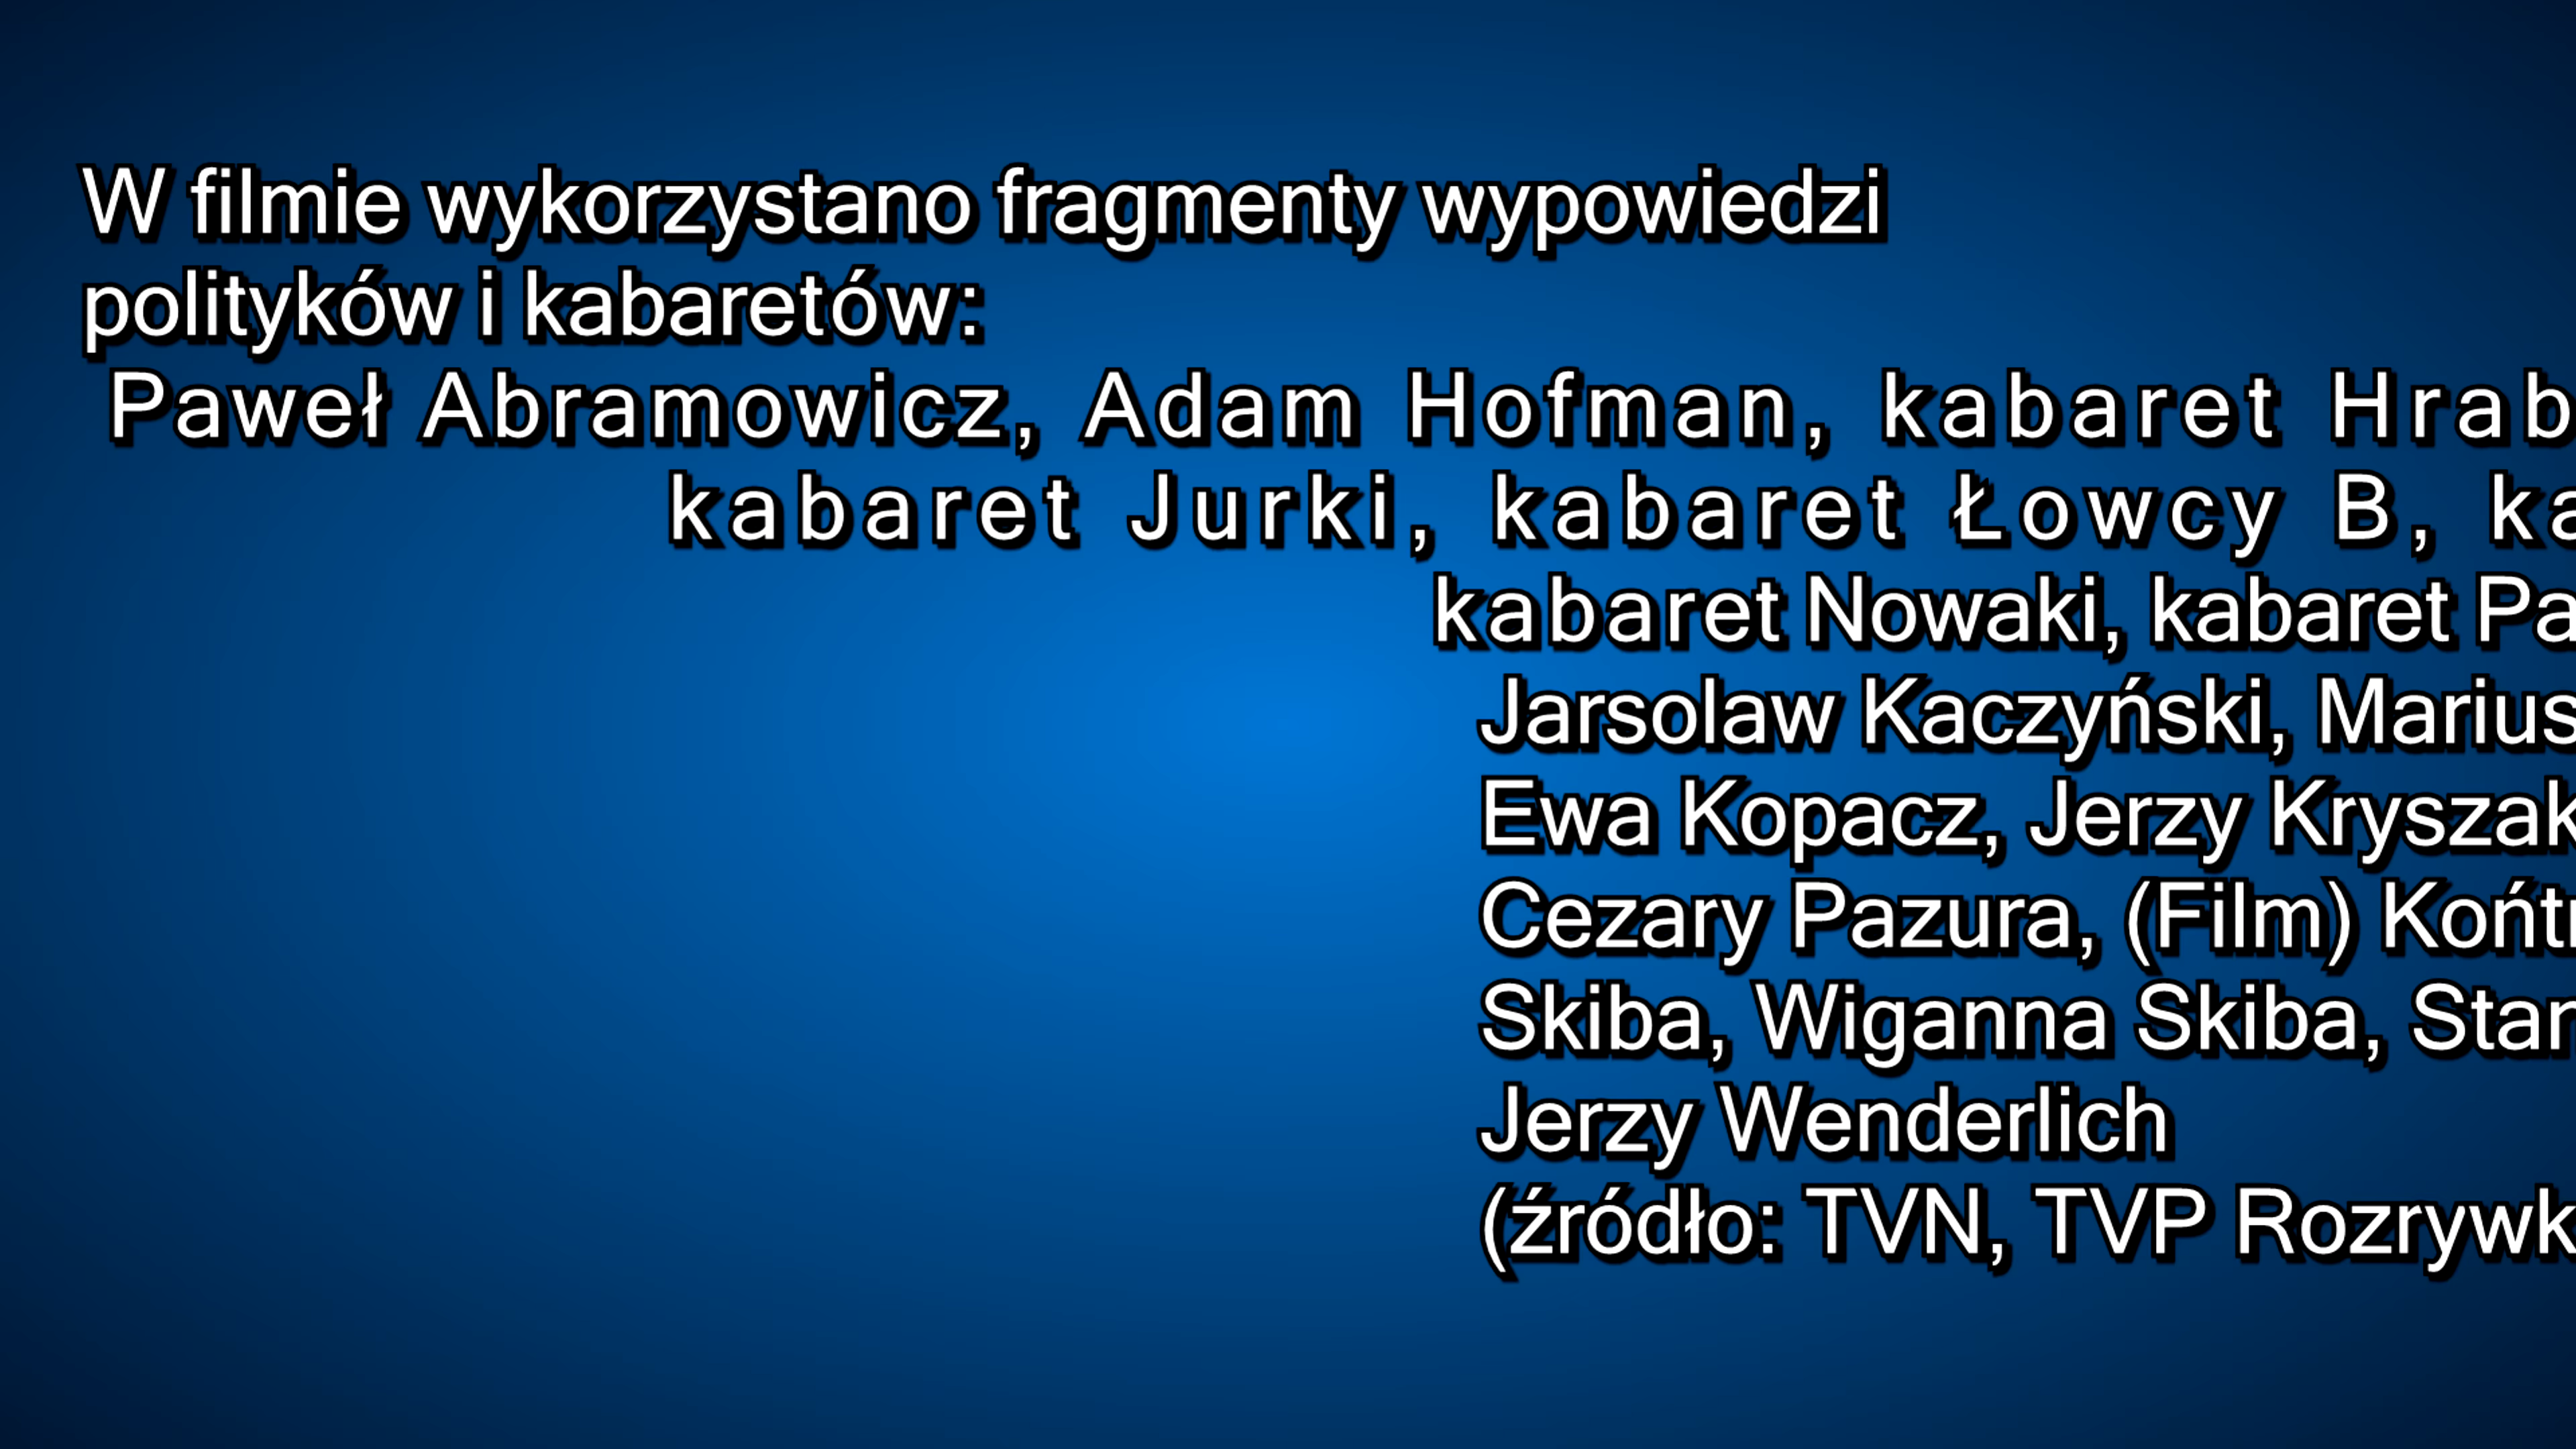 W filmie wykorzystano fragmenty wypowiedzi
polityków i kabaretów:
Paweł Abramowicz, Adam Hofman, kabaret
kabaret Jurki, kabaret Łowcy B,
kabaret Nowaki, kabaret
Jarsolaw Kaczyński,
Ewa Kopacz, Jerzy Kryszak
Cezary Pazura, (Film)
Skiba, Wiganna Skiba,
Jerzy Wenderlich
(źródło: TVN, TVP